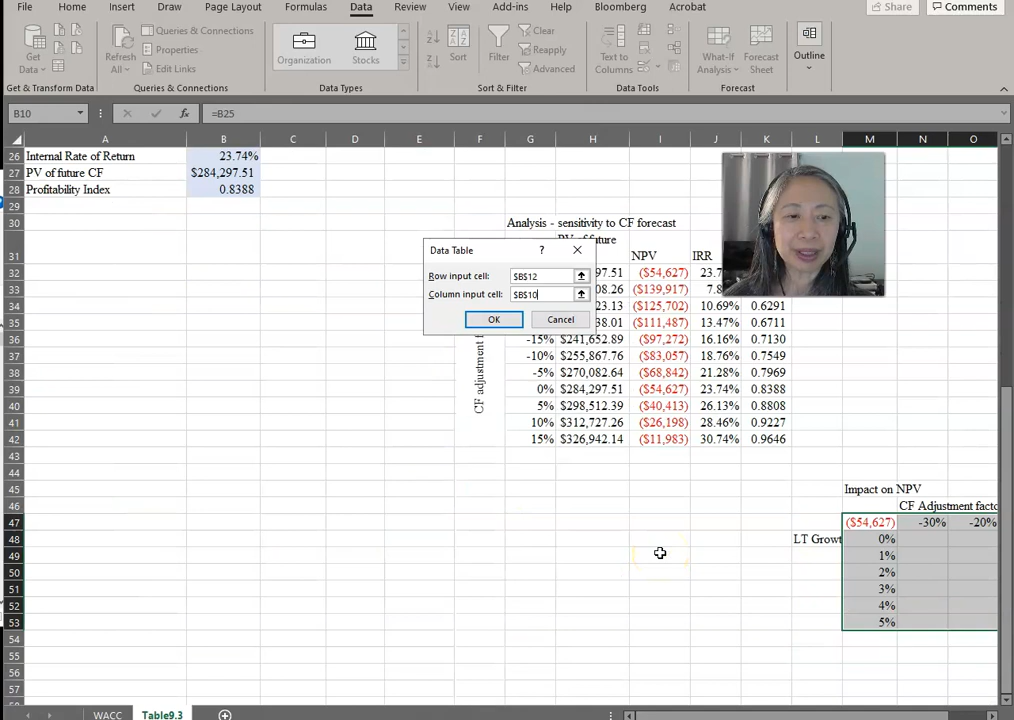 File Home Insert Draw Page Layout Formulas Data Review View Add-ins Help Bloomberg Acrobat Share Comments
Get Data
Refresh All
Queries & Connections
Properties
Edit Links
Organization Stocks
Sort
Filter
Clear
Reapply
Advanced
Text to Columns
What-If Analysis
Forecast Sheet
Outline
Get & Transform Data Queries & Connections Data Types Sort & Filter Data Tools Forecast
B10 fx =B25
A B C D E F G H I J K L M N O
26 Internal Rate of Return 23.74%
27 PV of future CF $284,297.51
28 Profitability Index 0.8388
29
30 Analysis - sensitivity to CF forecast
31 future NPV IRR
Data Table ? ×
Row input cell: $B$12
Column input cell: $B$10
OK Cancel
32 97.51 ($54,627)
33 08.26 ($139,917)
34 23.13 ($125,702) 10.69% 0.6291
35 38.01 ($111,487) 13.47% 0.6711
36 -15% $241,652.89 ($97,272) 16.16% 0.7130
37 -10% $255,867.76 ($83,057) 18.76% 0.7549
38 -5% $270,082.64 ($68,842) 21.28% 0.7969
39 0% $284,297.51 ($54,627) 23.74% 0.8388
40 5% $298,512.39 ($40,413) 26.13% 0.8808
41 10% $312,727.26 ($26,198) 28.46% 0.9227
42 15% $326,942.14 ($11,983) 30.74% 0.9646
CF adjustment
43
44
45 Impact on NPV
46 CF Adjustment facto
47 ($54,627) -30% -20%
48 LT Growt 0%
49 1%
50 2%
51 3%
52 4%
53 5%
54
55
56
57
WACC Table9.3